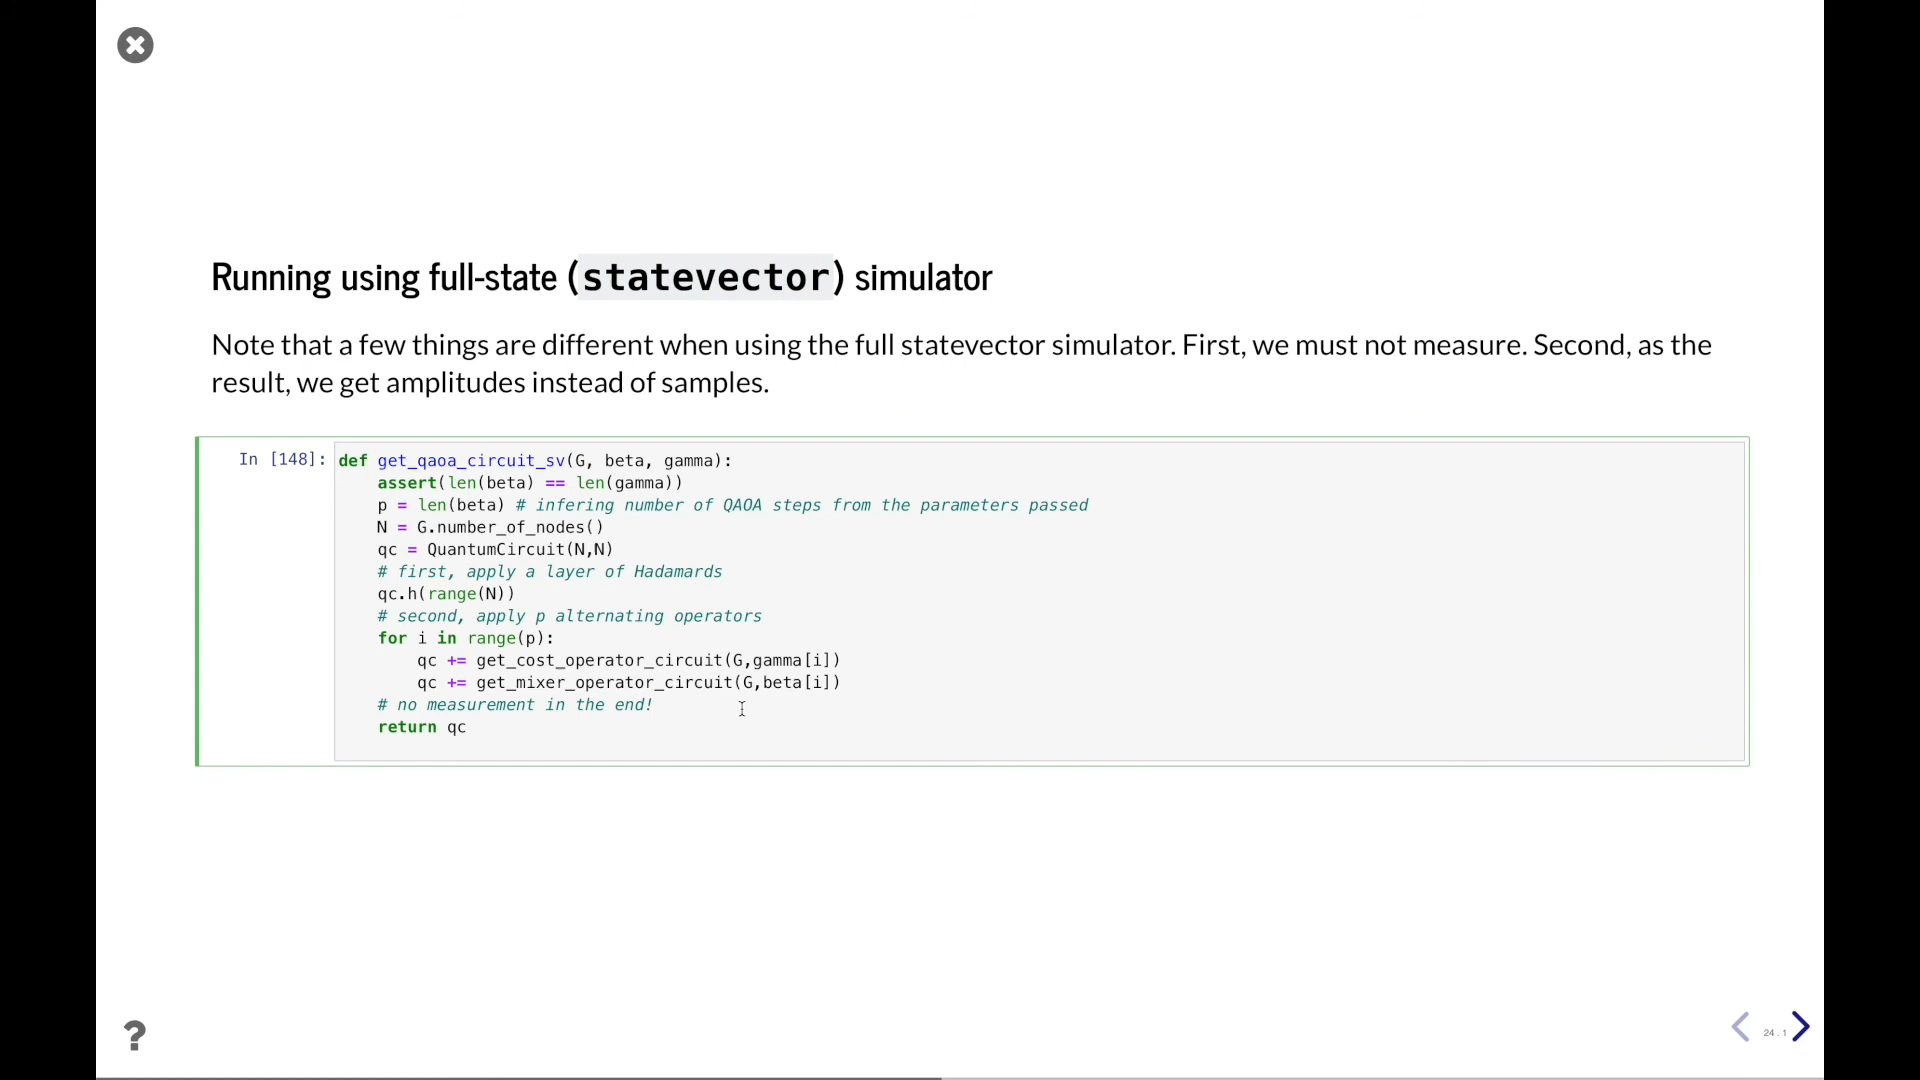 Running using full-state (statevector) simulator
Note that a few things are different when using the full statevector simulator. First, we must not measure. Second, as the
result, we get amplitudes instead of samples.
In [148]: def get_qaoa_circuit_sv(G, beta, gamma):
    assert(len(beta) == len(gamma))
    p = len(beta) # infering number of QAOA steps from the parameters passed
    N = G.number_of_nodes()
    qc = QuantumCircuit(N,N)
    # first, apply a layer of Hadamards
    qc.h(range(N))
    # second, apply p alternating operators
    for i in range(p):
        qc += get_cost_operator_circuit(G,gamma[i])
        qc += get_mixer_operator_circuit(G,beta[i])
    # no measurement in the end!
    return qc
?
24 . 1